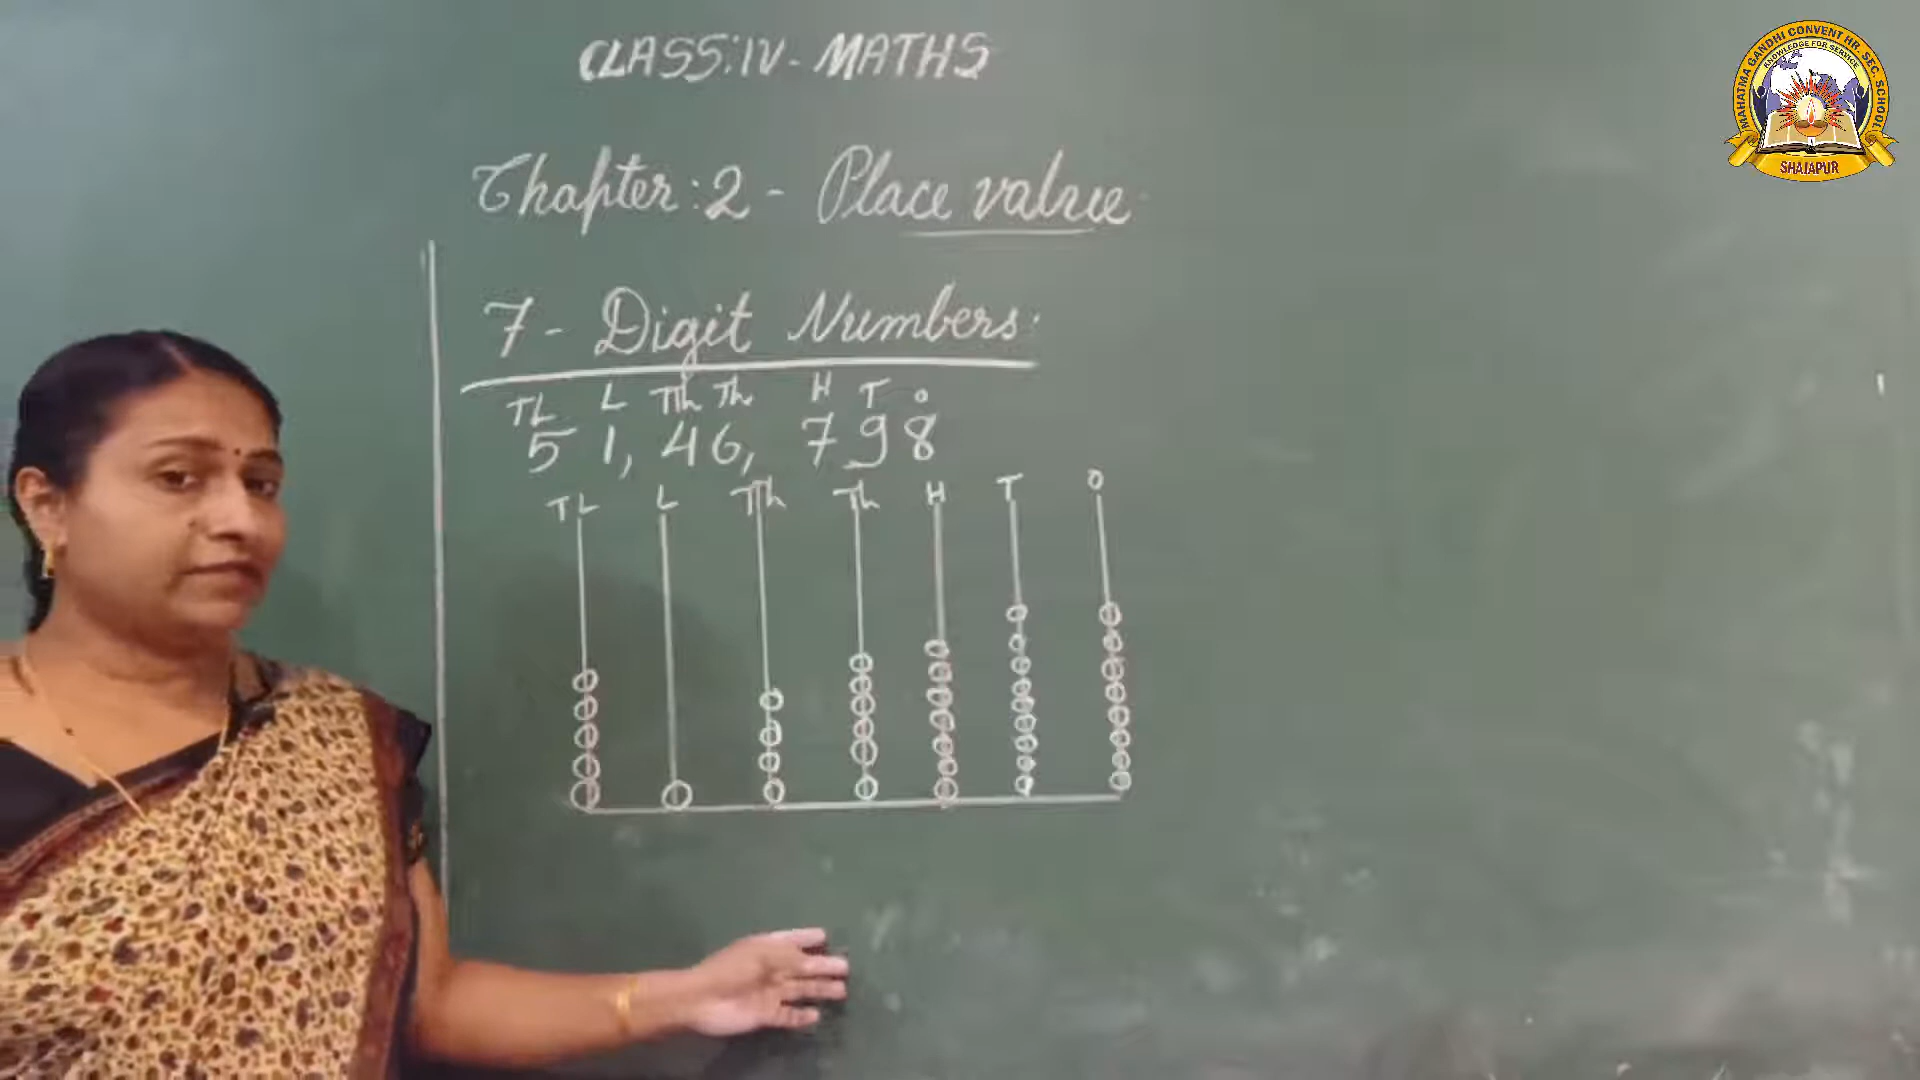 CLASS:IV-MATHS
Chapter:2 - Place value
7 - Digit Numbers.
TL L TTh Th H T O
5 1, 46, 798
TL L TTh Th H T O
MAHATMA GANDHI CONVENT HR. SEC. SCHOOL
KNOWLEDGE FOR SERVICE
SHAJAPUR